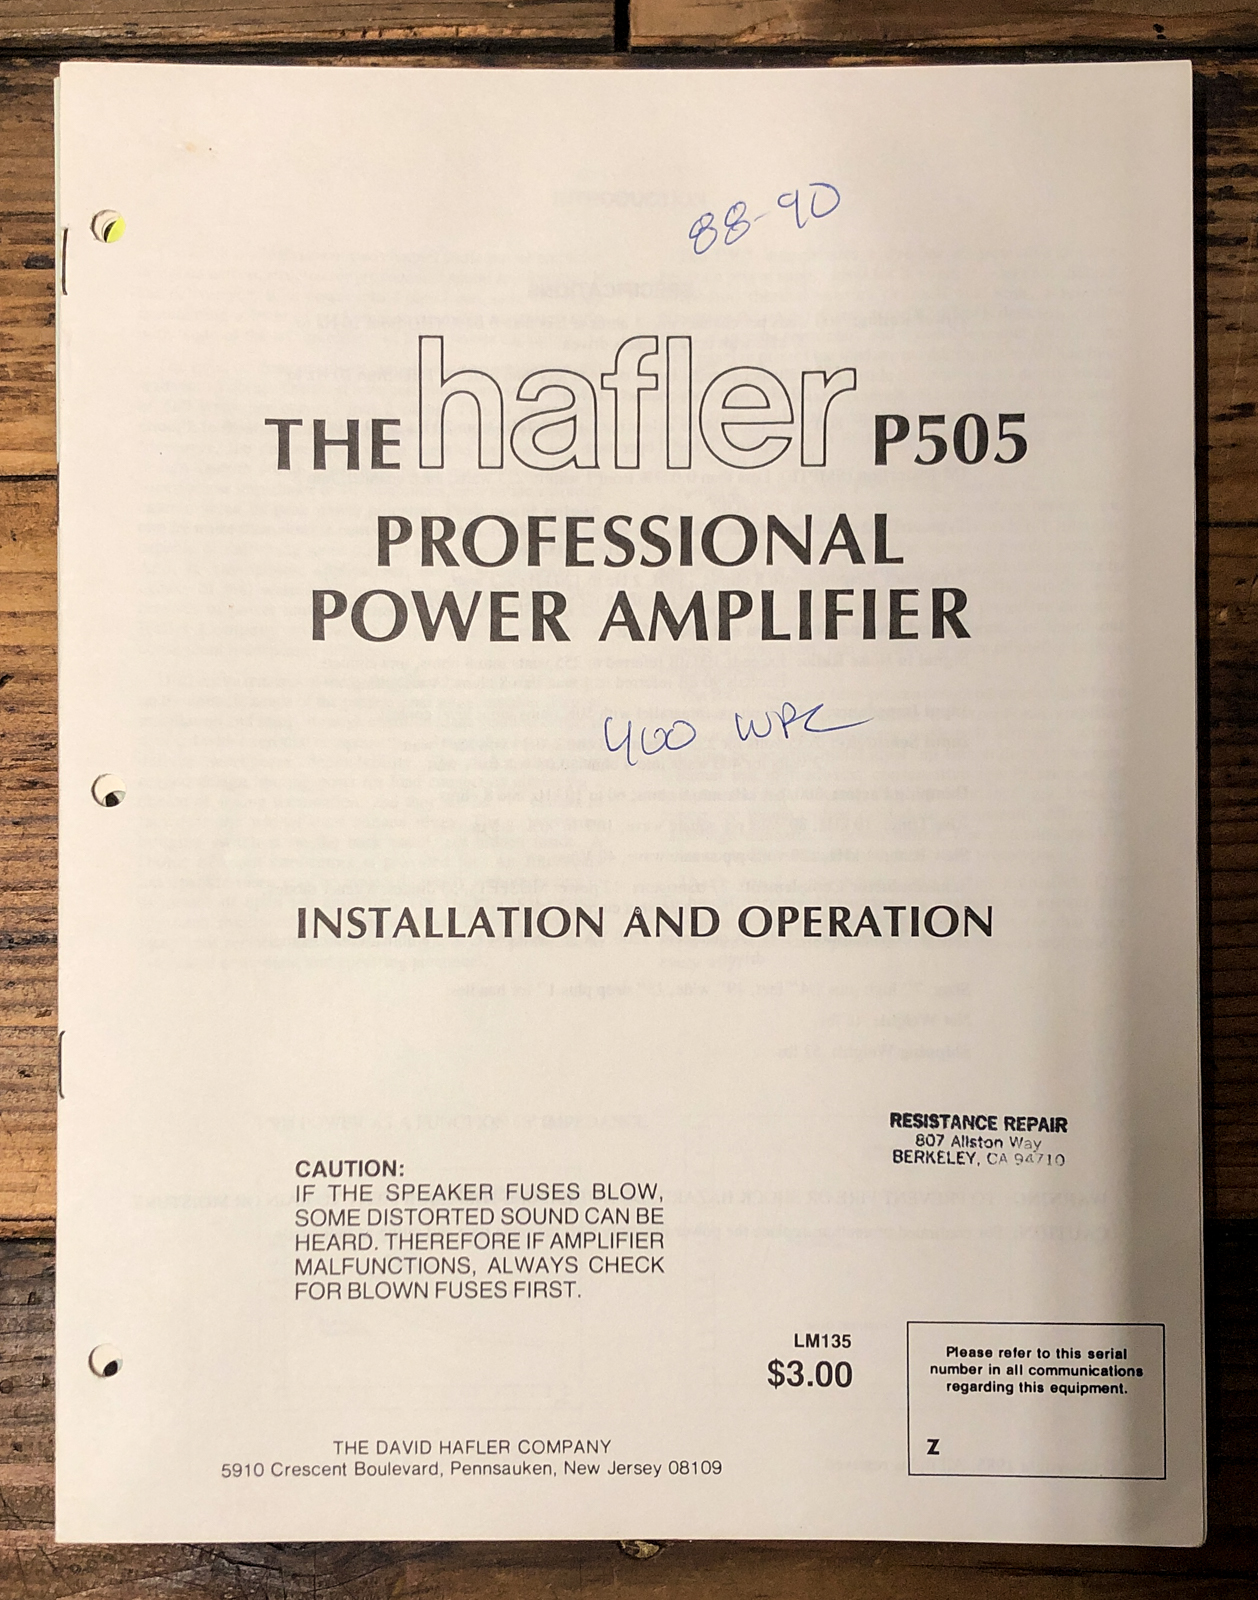 88-90
THE hafler P505
PROFESSIONAL
POWER AMPLIFIER
400 WPC
INSTALLATION AND OPERATION
RESISTANCE REPAIR
807 Allston Way
BERKELEY, CA 94710
CAUTION:
IF THE SPEAKER FUSES BLOW,
SOME DISTORTED SOUND CAN BE
HEARD. THEREFORE IF AMPLIFIER
MALFUNCTIONS, ALWAYS CHECK
FOR BLOWN FUSES FIRST.
LM135
$3.00
Please refer to this serial
number in all communications
regarding this equipment.
Z
THE DAVID HAFLER COMPANY
5910 Crescent Boulevard, Pennsauken, New Jersey 08109